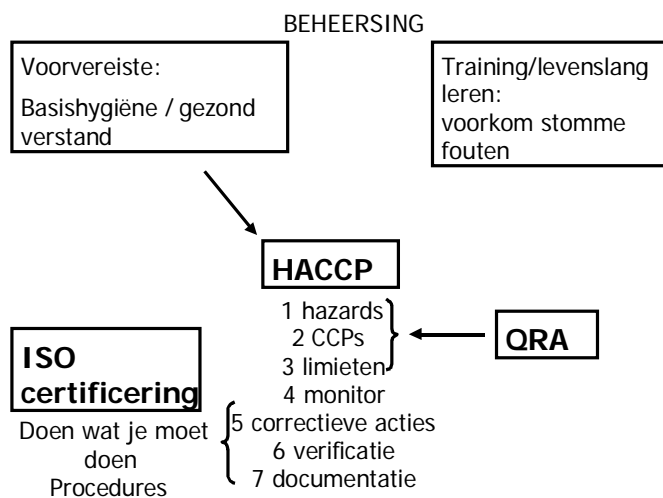 BEHEERSING
Voorvereiste:
Basishygiëne / gezond
verstand
Training/levenslang
leren:
voorkom stomme
fouten
HACCP
1 hazards
2 CCPs
3 limieten
4 monitor
5 correctieve acties
6 verificatie
7 documentatie
QRA
ISO
certificering
Doen wat je moet
doen
Procedures